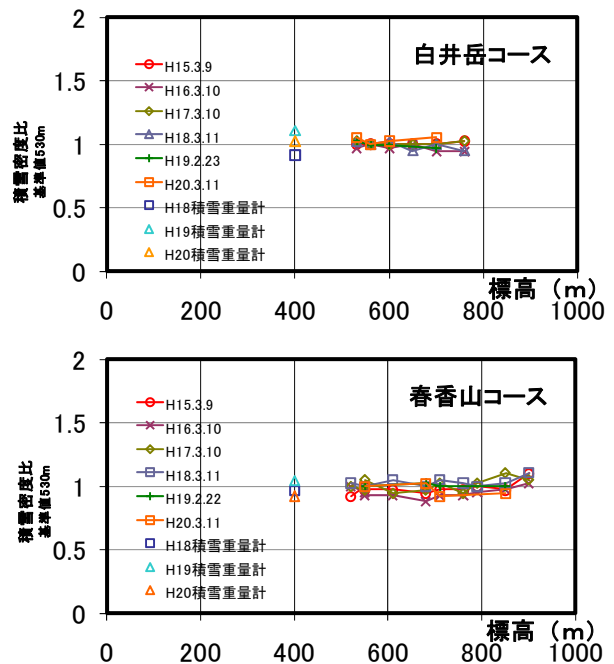 白井岳コース
2
1.5
1
0.5
0
積雪密度比
基準値530m
H15.3.9
H16.3.10
H17.3.10
H18.3.11
H19.2.23
H20.3.11
H18積雪重量計
H19積雪重量計
H20積雪重量計
標高（m）
0 200 400 600 800 1000
春香山コース
2
1.5
1
0.5
0
積雪密度比
基準値530m
H15.3.9
H16.3.10
H17.3.10
H18.3.11
H19.2.22
H20.3.11
H18積雪重量計
H19積雪重量計
H20積雪重量計
標高（m）
0 200 400 600 800 1000